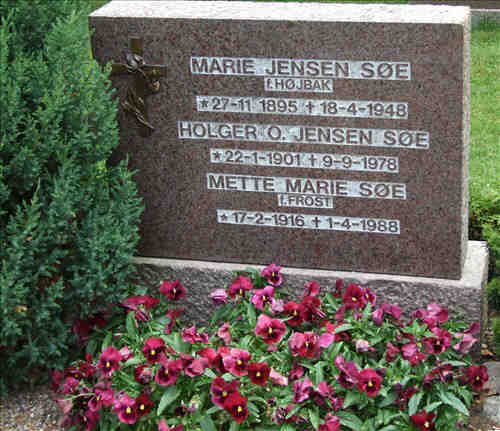 MARIE JENSEN SØE
f.HØJBAK
*27-11 1895 † 18-4-1948
HOLGER O. JENSEN SØE
*22-1-1901 † 9-9-1978
METTE MARIE SØE
f.FROST
*17-2-1916 † 1-4-1988